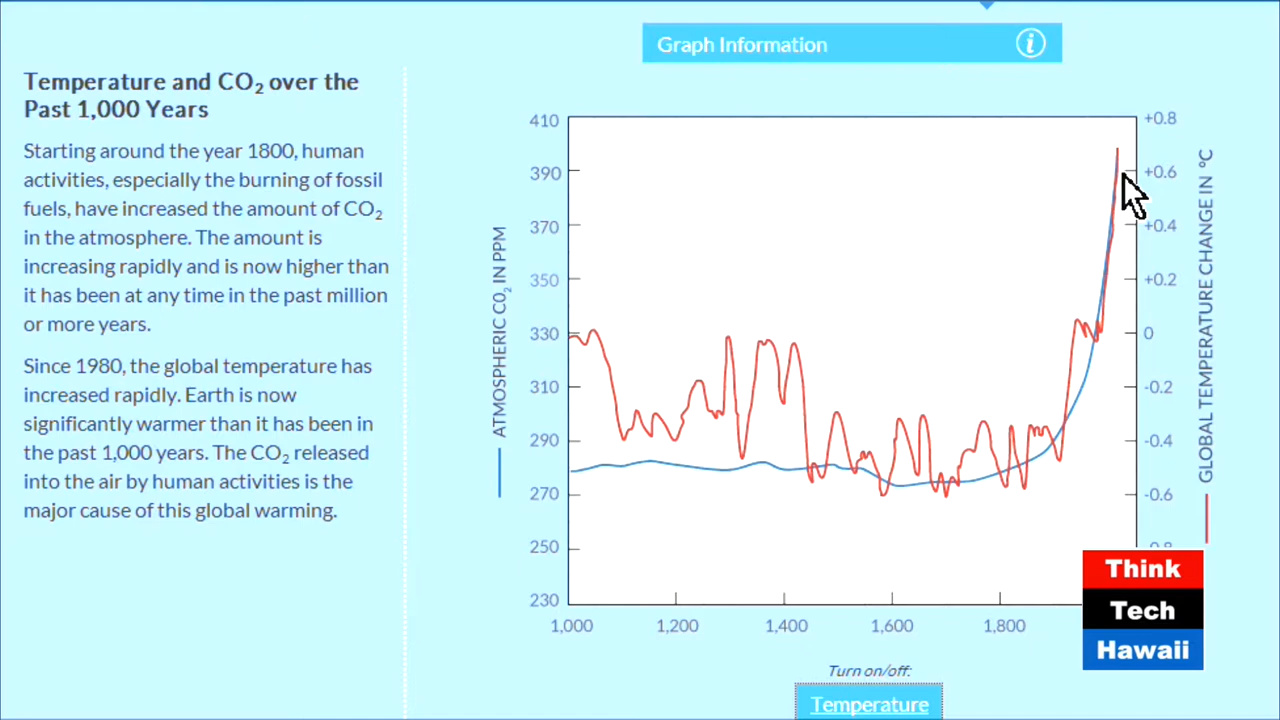 Graph Information
i
Temperature and CO₂ over the
Past 1,000 Years
Starting around the year 1800, human
activities, especially the burning of fossil
fuels, have increased the amount of CO₂
in the atmosphere. The amount is
increasing rapidly and is now higher than
it has been at any time in the past million
or more years.
Since 1980, the global temperature has
increased rapidly. Earth is now
significantly warmer than it has been in
the past 1,000 years. The CO₂ released
into the air by human activities is the
major cause of this global warming.
ATMOSPHERIC CO₂ IN PPM
410
390
370
350
330
310
290
270
250
230
1,000
1,200
1,400
1,600
1,800
+0.8
+0.6
+0.4
+0.2
0
-0.2
-0.4
-0.6
-0.8
GLOBAL TEMPERATURE CHANGE IN °C
Think
Tech
Hawaii
Turn on/off:
Temperature